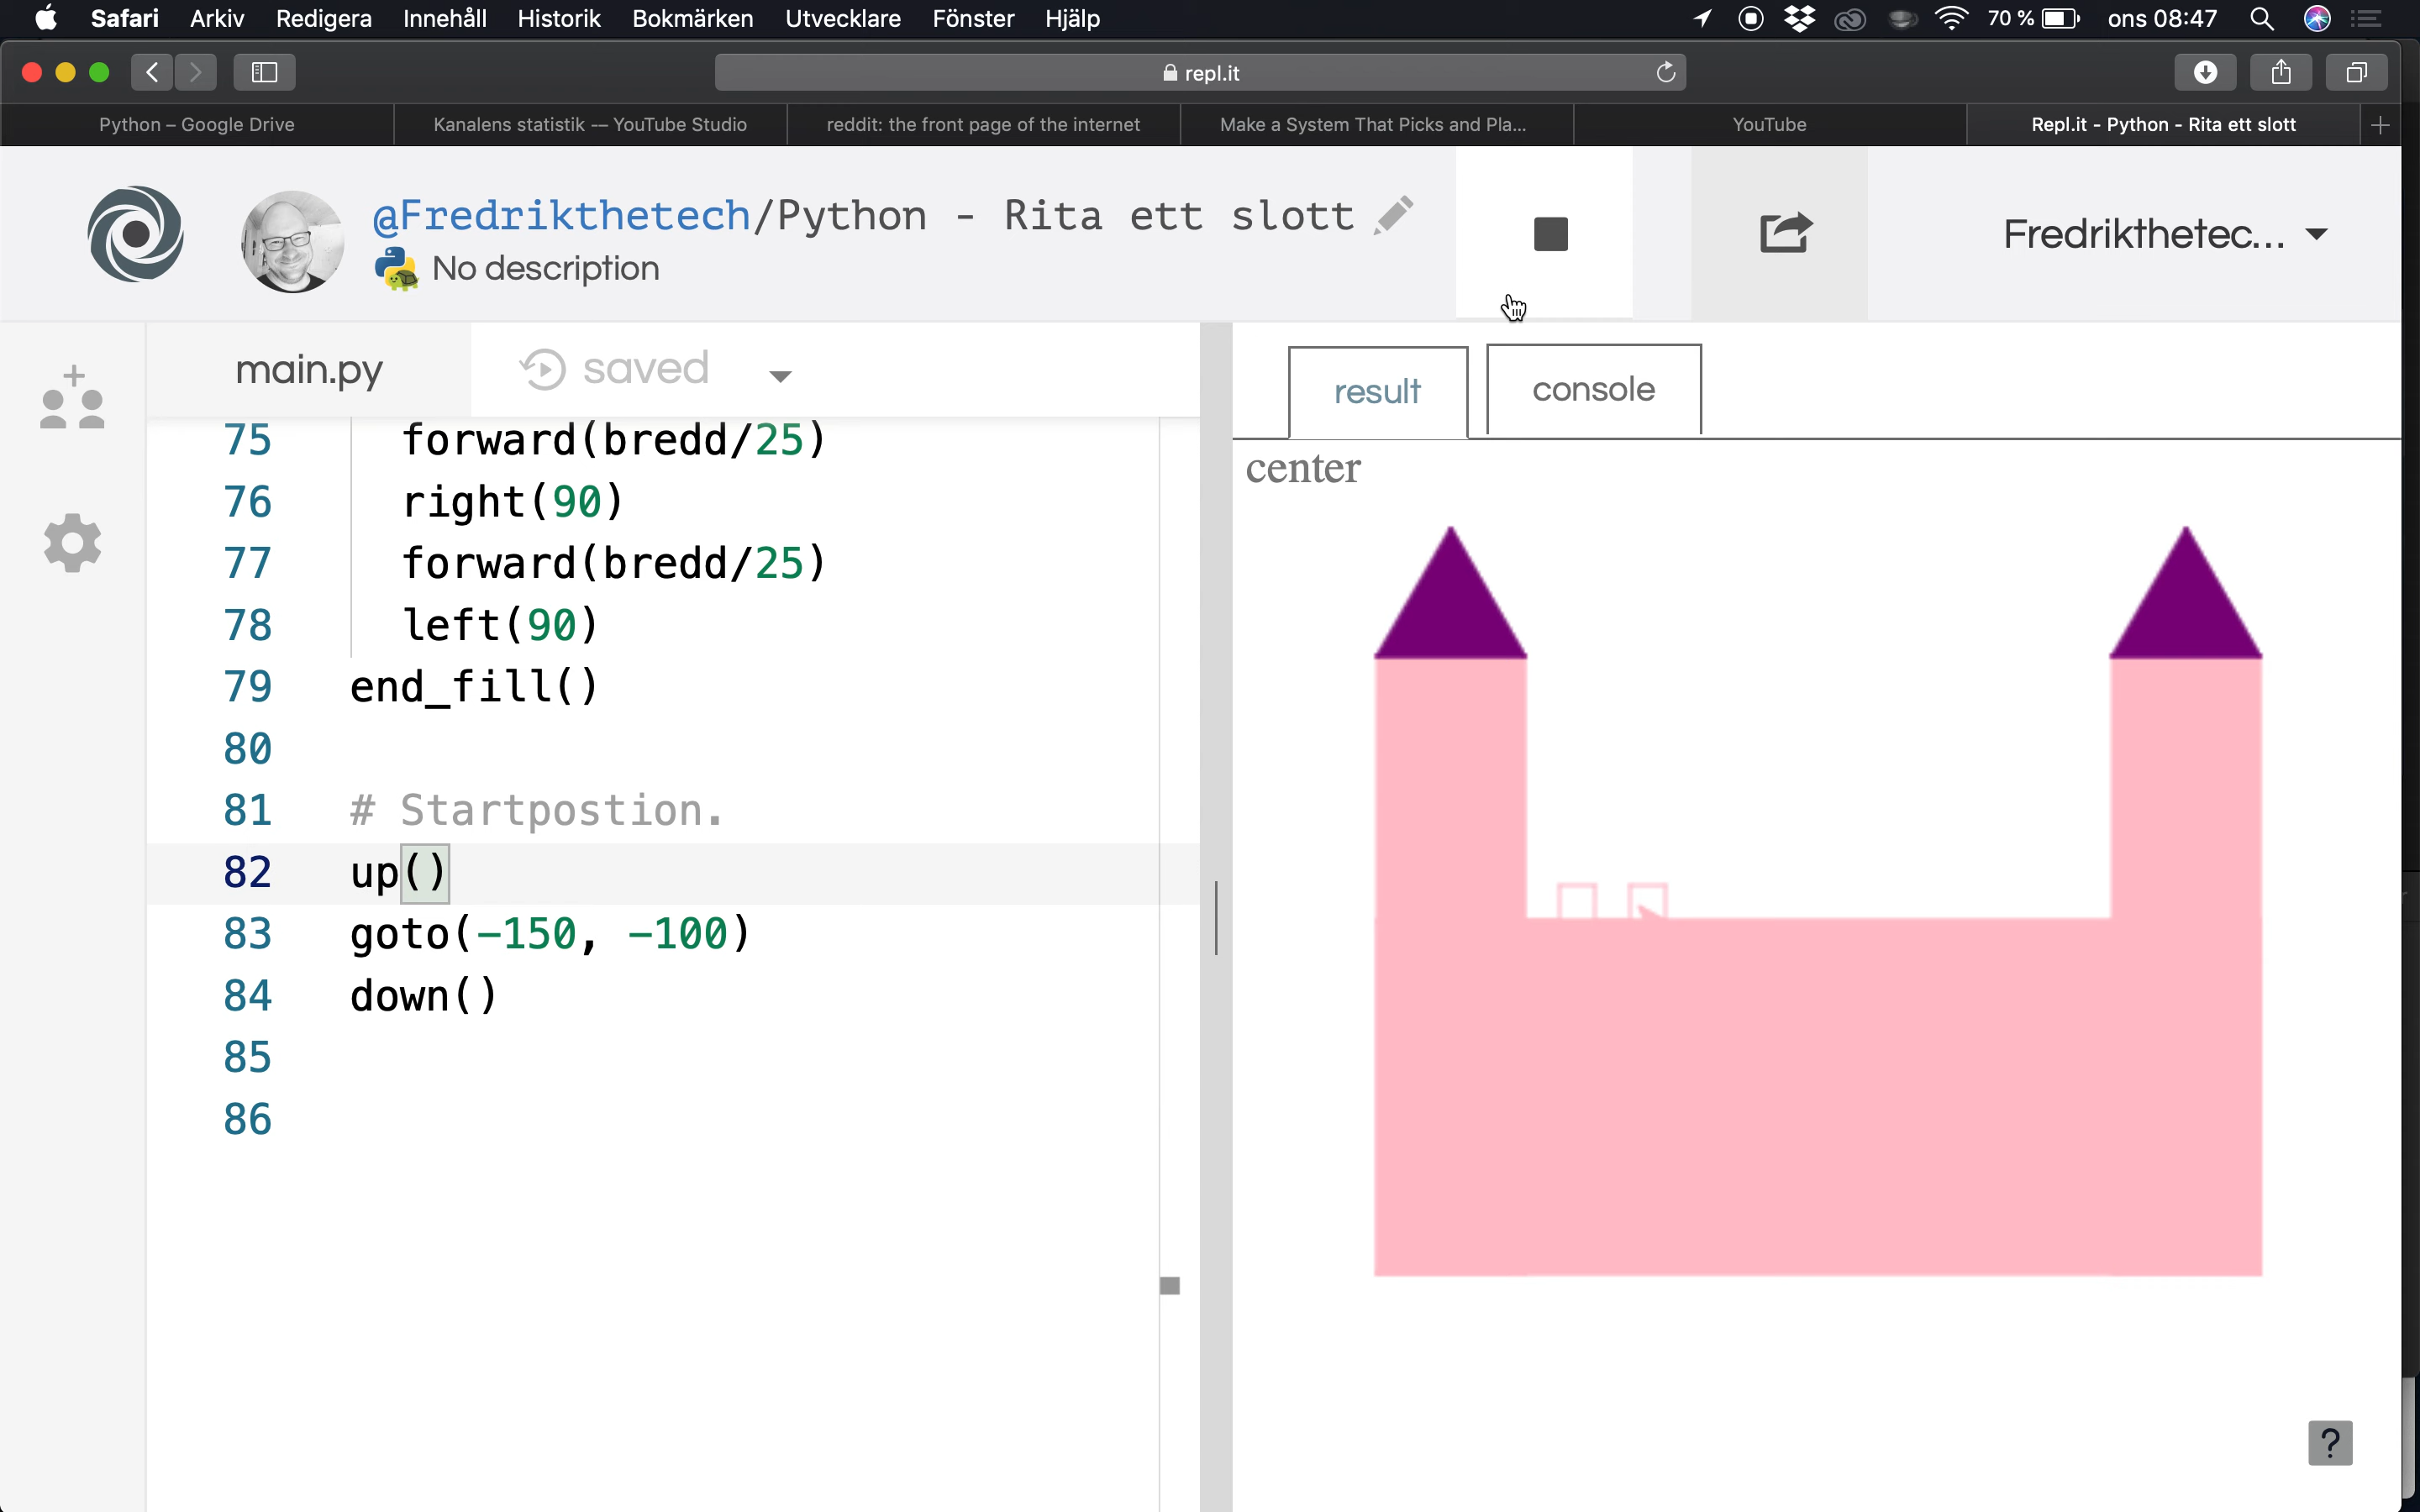 Safari Arkiv Redigera Innehåll Historik Bokmärken Utvecklare Fönster Hjälp 70 % ons 08:47
repl.it
Python – Google Drive Kanalens statistik -– YouTube Studio reddit: the front page of the internet Make a System That Picks and Pla... YouTube Repl.it - Python - Rita ett slott
@Fredrikthetech/Python - Rita ett slott
No description
Fredrikthetec...
main.py saved
result console
center
75 forward(bredd/25)
76 right(90)
77 forward(bredd/25)
78 left(90)
79 end_fill()
80
81 # Startpostion.
82 up()
83 goto(-150, -100)
84 down()
85
86
?